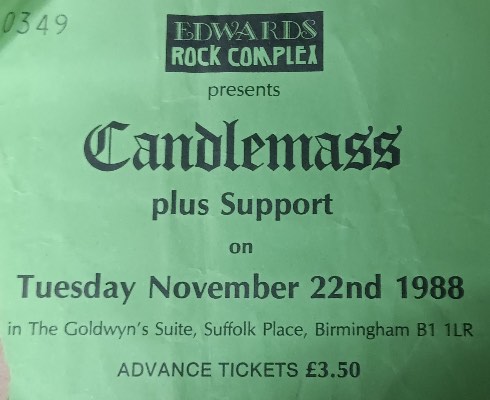 0349
EDWARDS
ROCK COMPLEX
presents
Candlemass
plus Support
on
Tuesday November 22nd 1988
in The Goldwyn's Suite, Suffolk Place, Birmingham B1 1LR
ADVANCE TICKETS £3.50